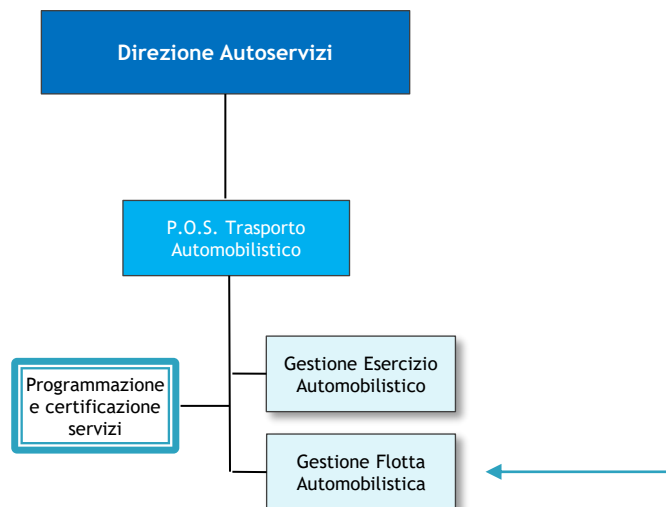 Direzione Autoservizi
P.O.S. Trasporto
Automobilistico
Gestione Esercizio
Automobilistico
Programmazione
e certificazione
servizi
Gestione Flotta
Automobilistica